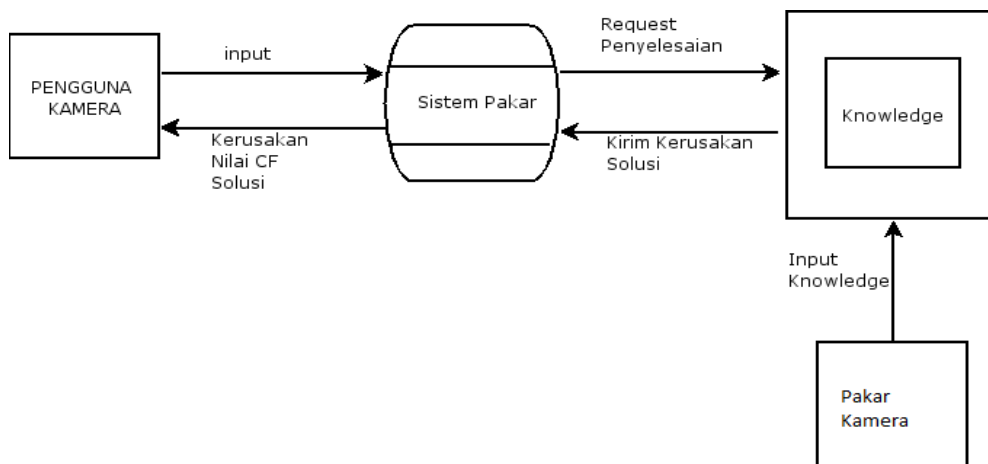 PENGGUNA
KAMERA
input
Kerusakan
Nilai CF
Solusi
Sistem Pakar
Request
Penyelesaian
Kirim Kerusakan
Solusi
Knowledge
Input
Knowledge
Pakar
Kamera